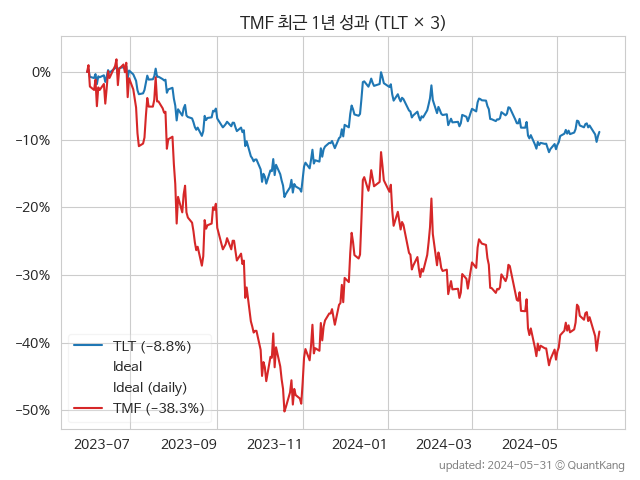 TMF 최근 1년 성과 (TLT × 3)
0%
−10%
−20%
−30%
−40%
−50%
TLT (−8.8%)
Ideal
Ideal (daily)
TMF (−38.3%)
2023−07
2023−09
2023−11
2024−01
2024−03
2024−05
updated: 2024-05-31 © QuantKang